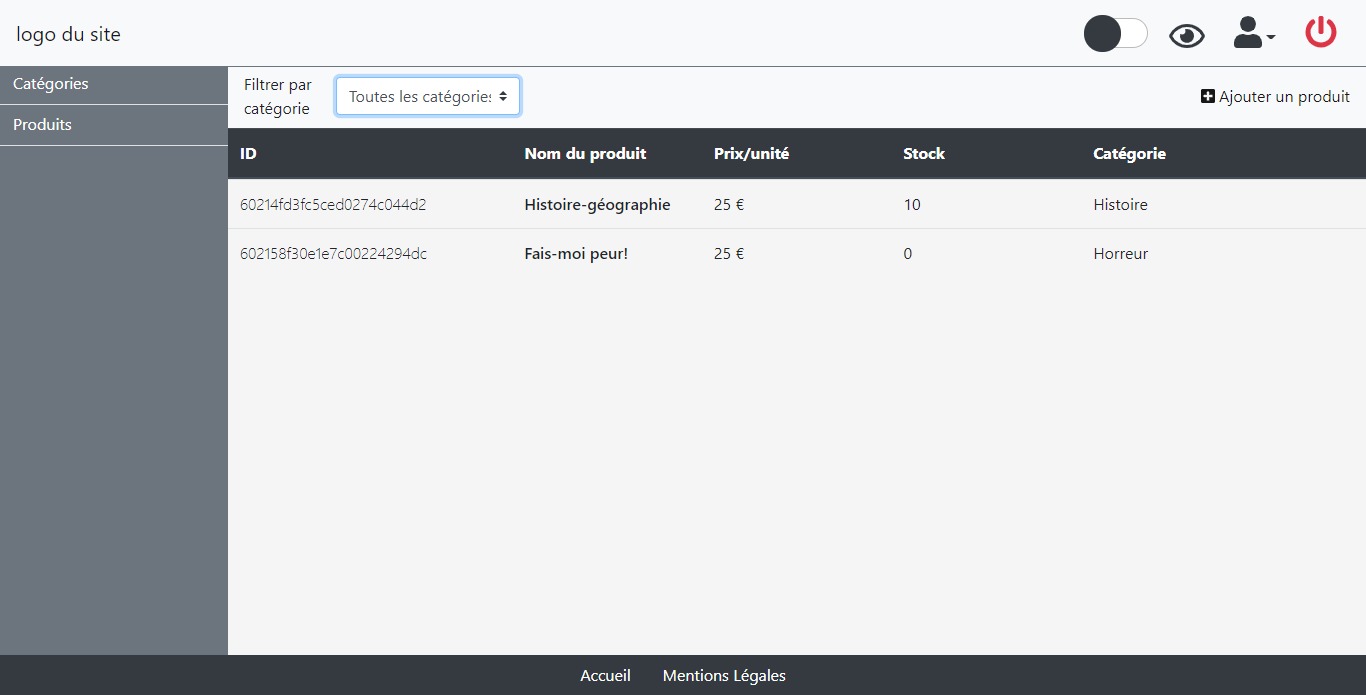 logo du site
Catégories
Produits
Filtrer par
catégorie
Toutes les catégories
Ajouter un produit
ID Nom du produit Prix/unité Stock Catégorie
60214fd3fc5ced0274c044d2 Histoire-géographie 25 € 10 Histoire
602158f30e1e7c00224294dc Fais-moi peur! 25 € 0 Horreur
Accueil Mentions Légales